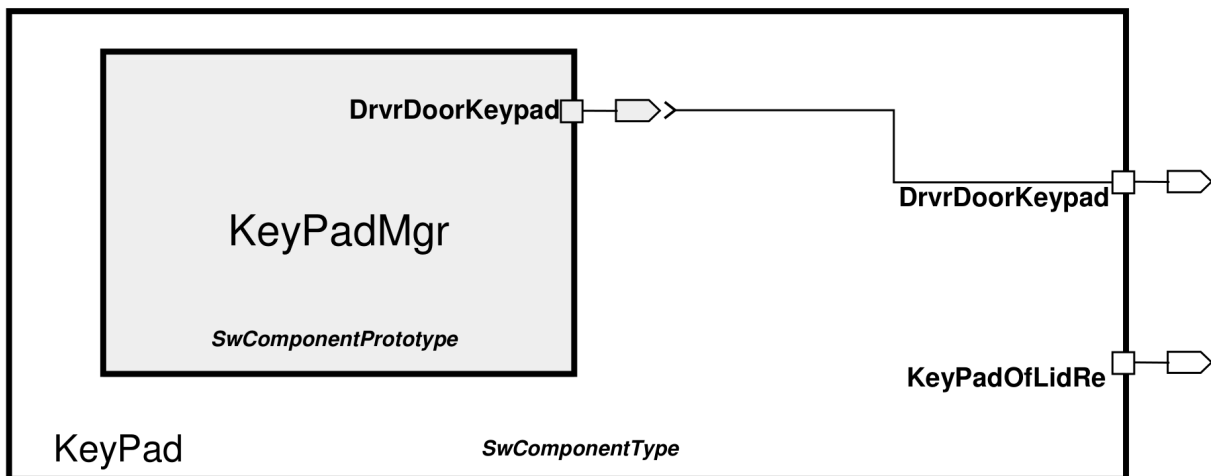 DrvrDoorKeypad
DrvrDoorKeypad
KeyPadMgr
SwComponentPrototype
KeyPadOfLidRe
KeyPad
SwComponentType